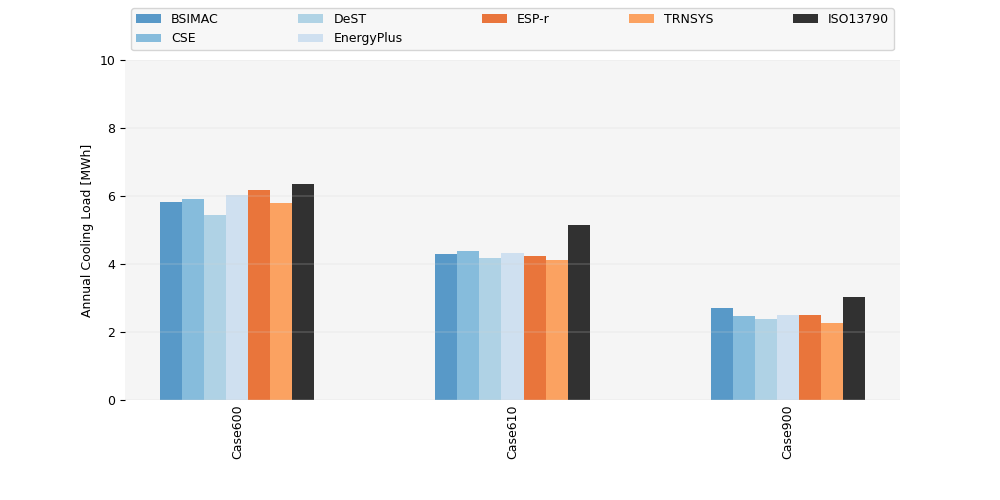 BSIMAC DeST ESP-r TRNSYS ISO13790
CSE EnergyPlus
Annual Cooling Load [MWh]
10
8
6
4
2
0
Case600 Case610 Case900